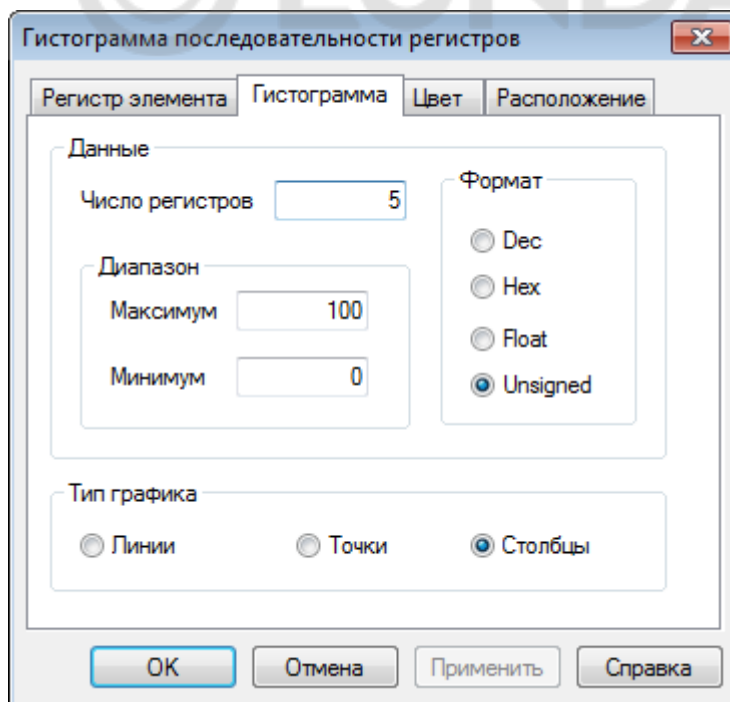 Гистограмма последовательности регистров
Регистр элемента Гистограмма Цвет Расположение
Данные
Число регистров 5
Диапазон
Максимум 100
Минимум 0
Формат
Dec
Hex
Float
Unsigned
Тип графика
Линии Точки Столбцы
OK Отмена Применить Справка